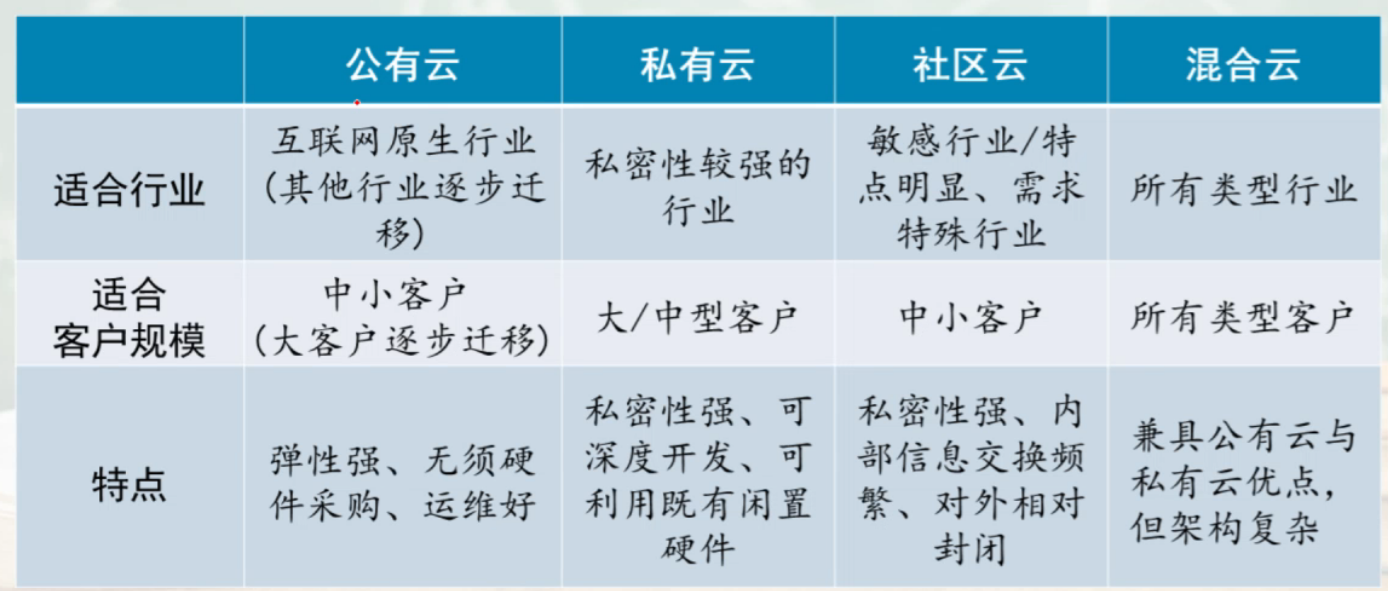 公有云
私有云
社区云
混合云
适合行业
互联网原生行业
(其他行业逐步迁
移)
私密性较强的
行业
敏感行业/特
点明显、需求
特殊行业
所有类型行业
适合
客户规模
中小客户
(大客户逐步迁移)
大/中型客户
中小客户
所有类型客户
特点
弹性强、无须硬
件采购、运维好
私密性强、可
深度开发、可
利用既有闲置
硬件
私密性强、内
部信息交换频
繁、对外相对
封闭
兼具公有云与
私有云优点,
但架构复杂